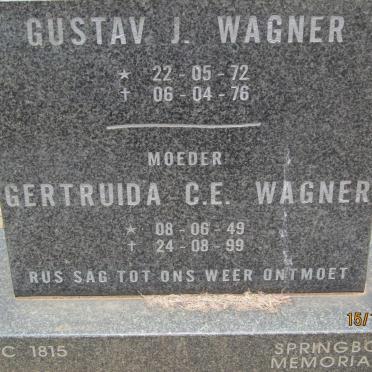 GUSTAV J. WAGNER
★ 22 - 05 - 72
† 06 - 04 - 76
MOEDER
GERTRUIDA C.E. WAGNER
★ 08 - 06 - 49
† 24 - 08 - 99
RUS SAG TOT ONS WEER ONTMOET
15/1
C 1815
SPRINGBO
MEMORIA